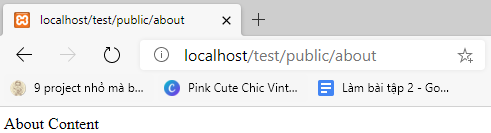 localhost/test/public/about
localhost/test/public/about
9 project nhỏ mà b... Pink Cute Chic Vint... Làm bài tập 2 - Go...
About Content